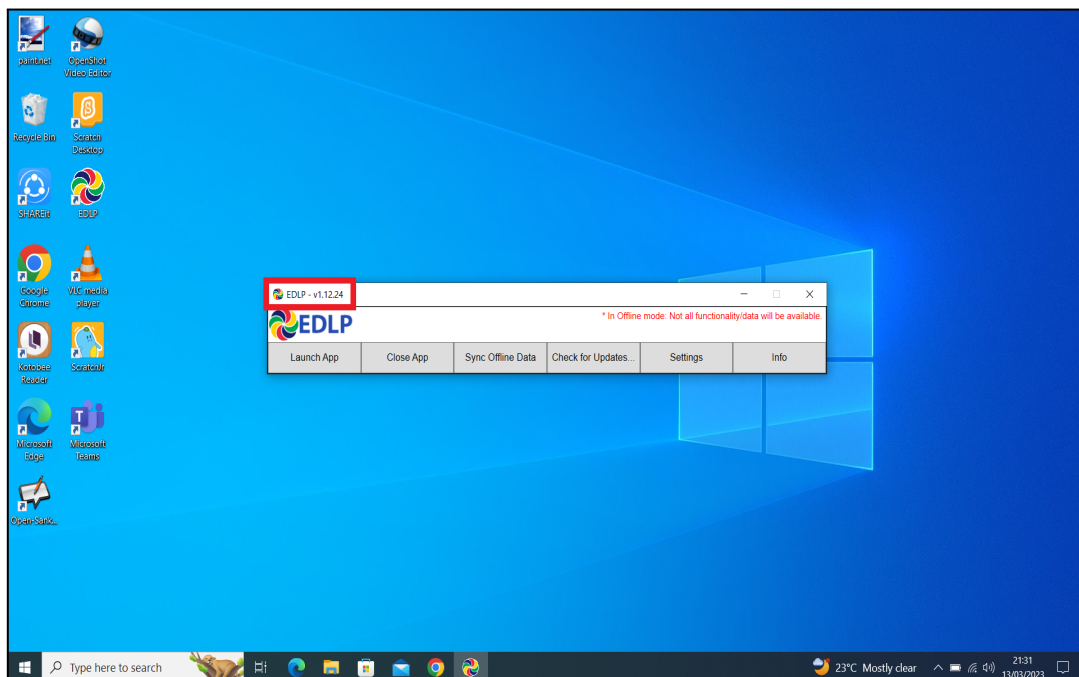 paint.net
OpenShot
Video Editor
Recycle Bin
Scratch
Desktop
SHAREit
EDLP
Google
Chrome
VLC media
player
Kotobee
Reader
ScratchJr
Microsoft
Edge
Microsoft
Teams
Open-Sank...
EDLP - v1.12.24
EDLP
* In Offline mode: Not all functionality/data will be available.
Launch App
Close App
Sync Offline Data
Check for Updates...
Settings
Info
Type here to search
23°C Mostly clear
21:31
13/03/2023